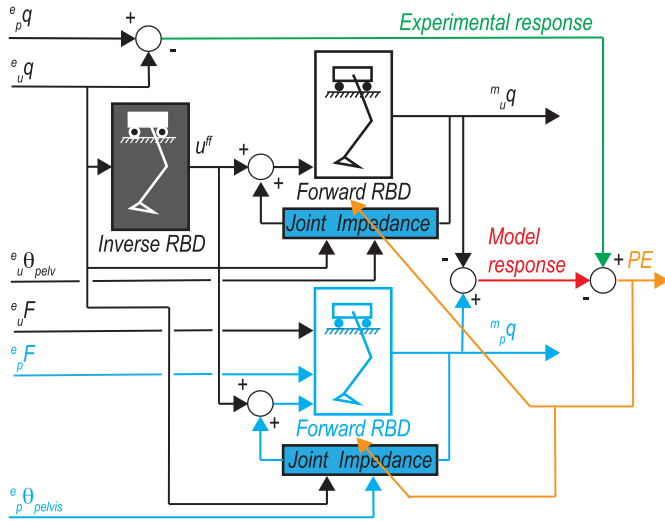 e p q
+
-
Experimental response
e u q
Forward RBD
m u q
u ff
+
+
Inverse RBD
Joint Impedance
e u θ pelv
-
Model
response
+
PE
+
-
e u F
m p q
e p F
+
+
Forward RBD
Joint Impedance
e p θ pelvis